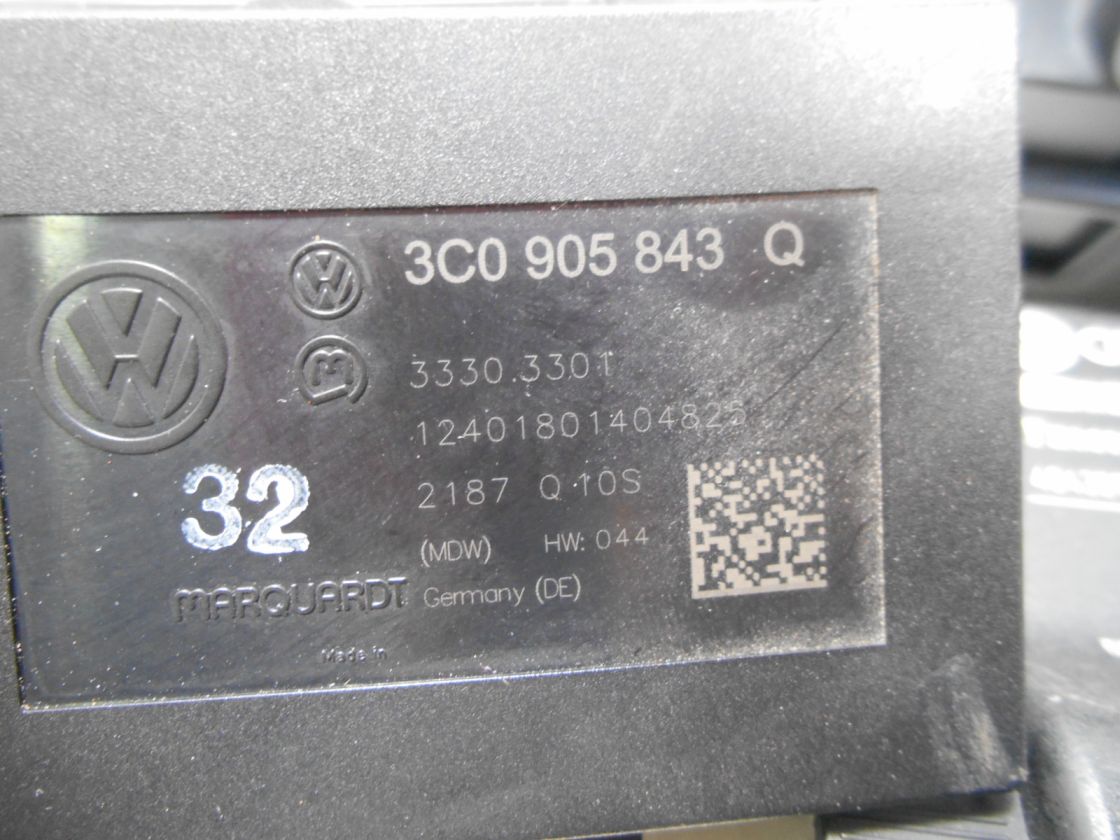 3C0 905 843 Q
3330.3301
12401801404825
2187 Q 10S
32
(MDW) HW: 044
MARQUARDT Germany (DE)
Made in